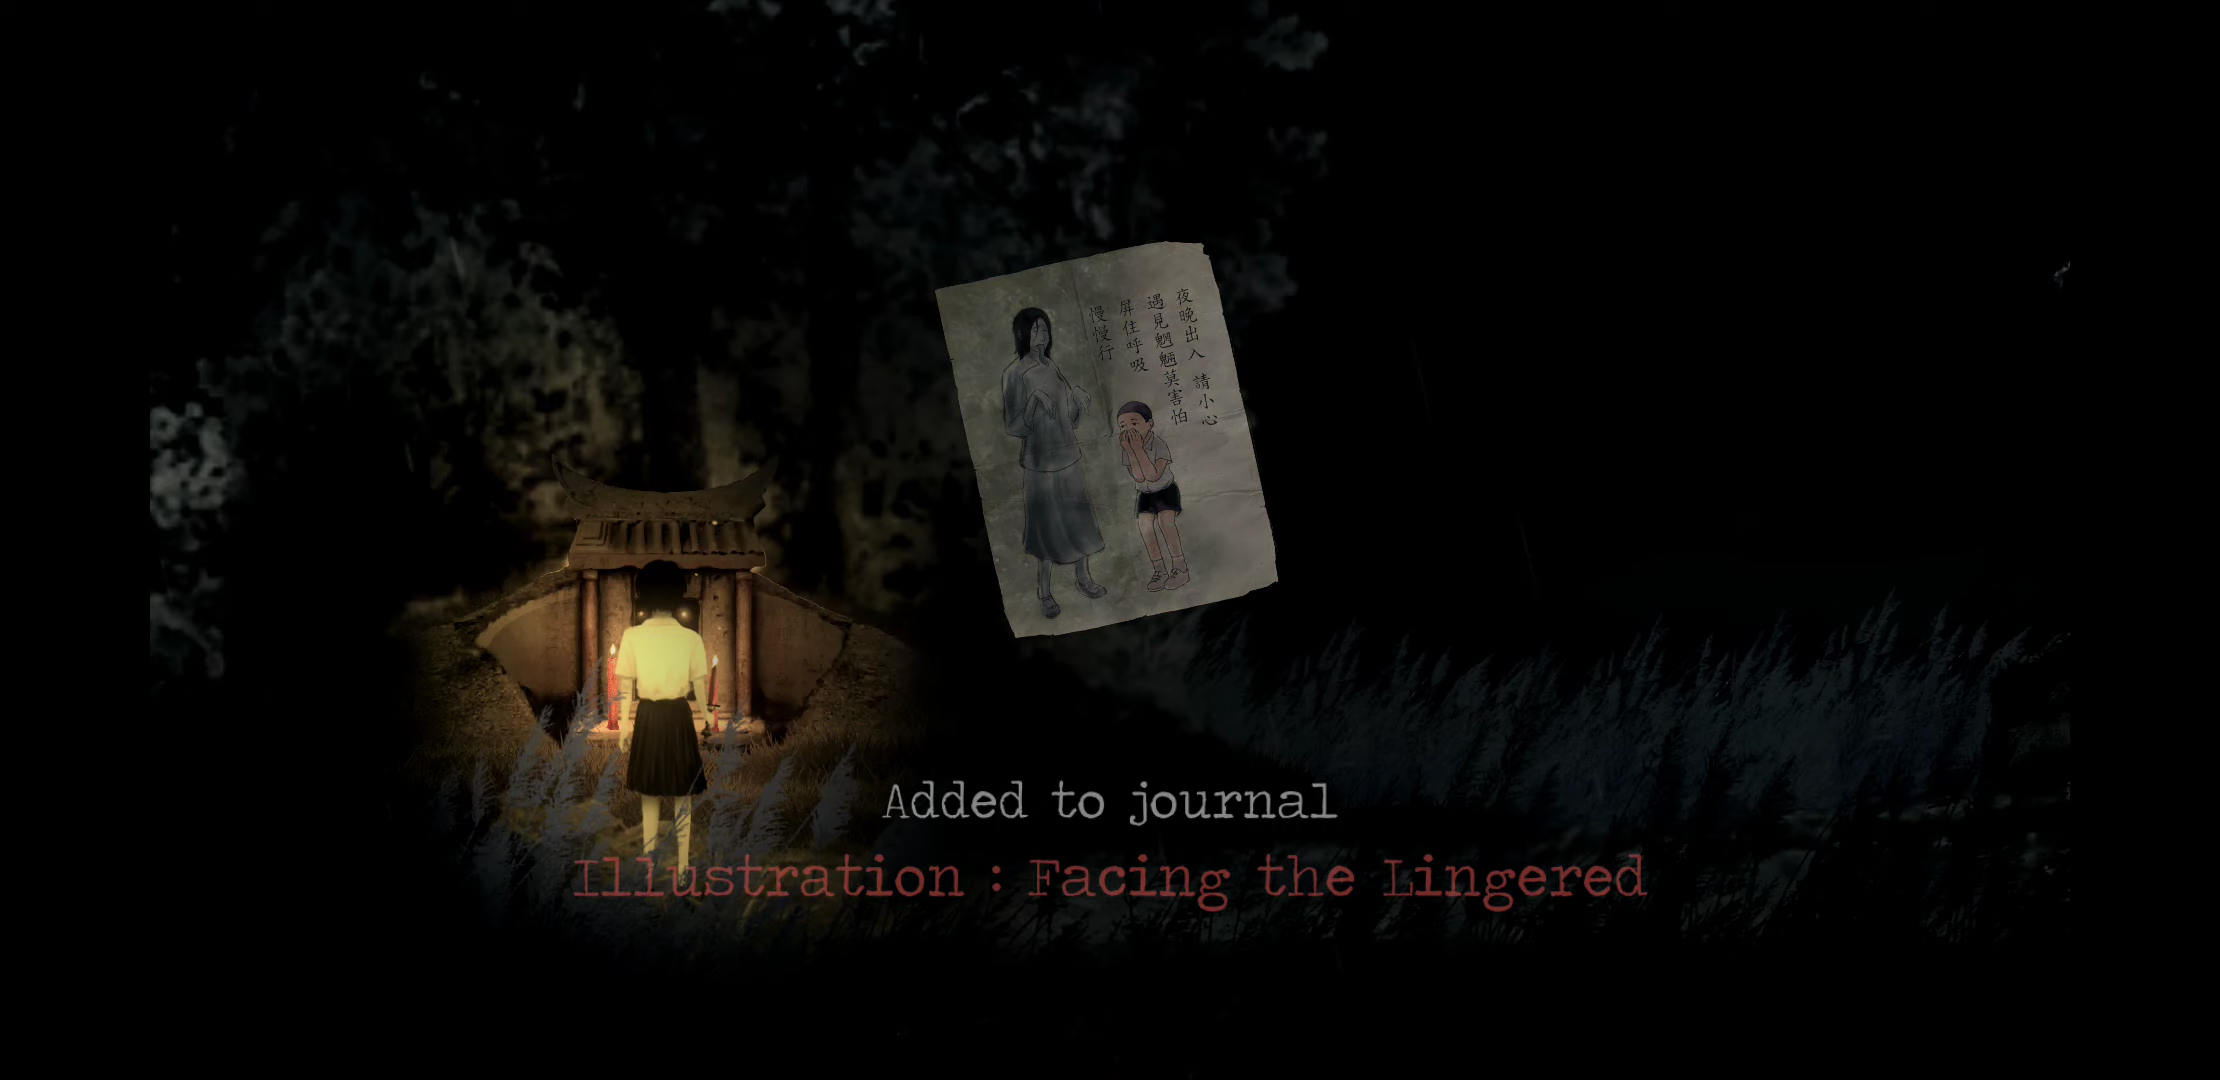 夜晚出入 請小心
遇見魍魎莫害怕
屏住呼吸
慢慢行
Added to journal
Illustration : Facing the Lingered